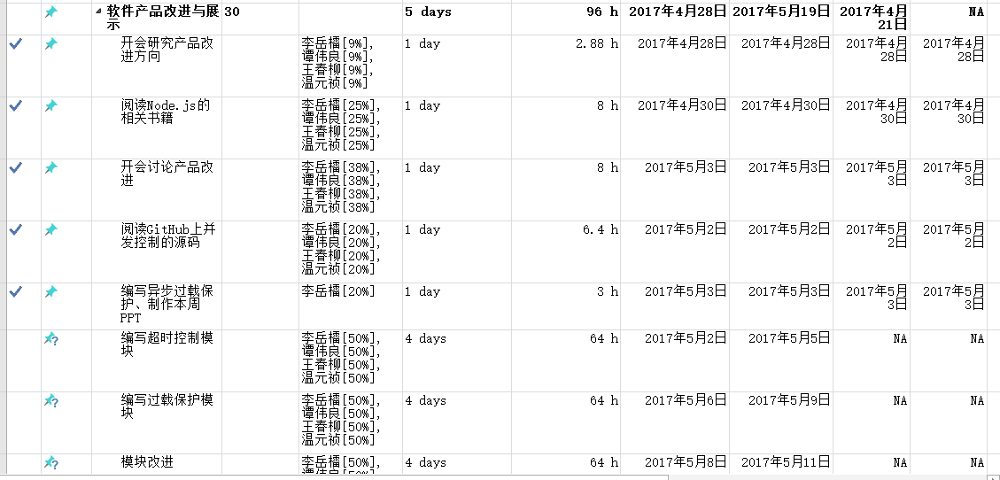 软件产品改进与展示 30 5 days 96 h 2017年4月28日 2017年5月19日 2017年4月21日 NA
开会研究产品改进方向 李岳檑[9%], 谭伟良[9%], 王春柳[9%], 温元祯[9%] 1 day 2.88 h 2017年4月28日 2017年4月28日 2017年4月28日 2017年4月28日
阅读Node.js的相关书籍 李岳檑[25%], 谭伟良[25%], 王春柳[25%], 温元祯[25%] 1 day 8 h 2017年4月30日 2017年4月30日 2017年4月30日 2017年4月30日
开会讨论产品改进 李岳檑[38%], 谭伟良[38%], 王春柳[38%], 温元祯[38%] 1 day 8 h 2017年5月3日 2017年5月3日 2017年5月3日 2017年5月3日
阅读GitHub上并发控制的源码 李岳檑[20%], 谭伟良[20%], 王春柳[20%], 温元祯[20%] 1 day 6.4 h 2017年5月2日 2017年5月2日 2017年5月2日 2017年5月2日
编写异步过载保护、制作本周PPT 李岳檑[20%] 1 day 3 h 2017年5月3日 2017年5月3日 2017年5月3日 2017年5月3日
编写超时控制模块 李岳檑[50%], 谭伟良[50%], 王春柳[50%], 温元祯[50%] 4 days 64 h 2017年5月2日 2017年5月5日 NA NA
编写过载保护模块 李岳檑[50%], 谭伟良[50%], 王春柳[50%], 温元祯[50%] 4 days 64 h 2017年5月6日 2017年5月9日 NA NA
模块改进 李岳檑[50%], 谭伟良[50%], 4 days 64 h 2017年5月8日 2017年5月11日 NA NA